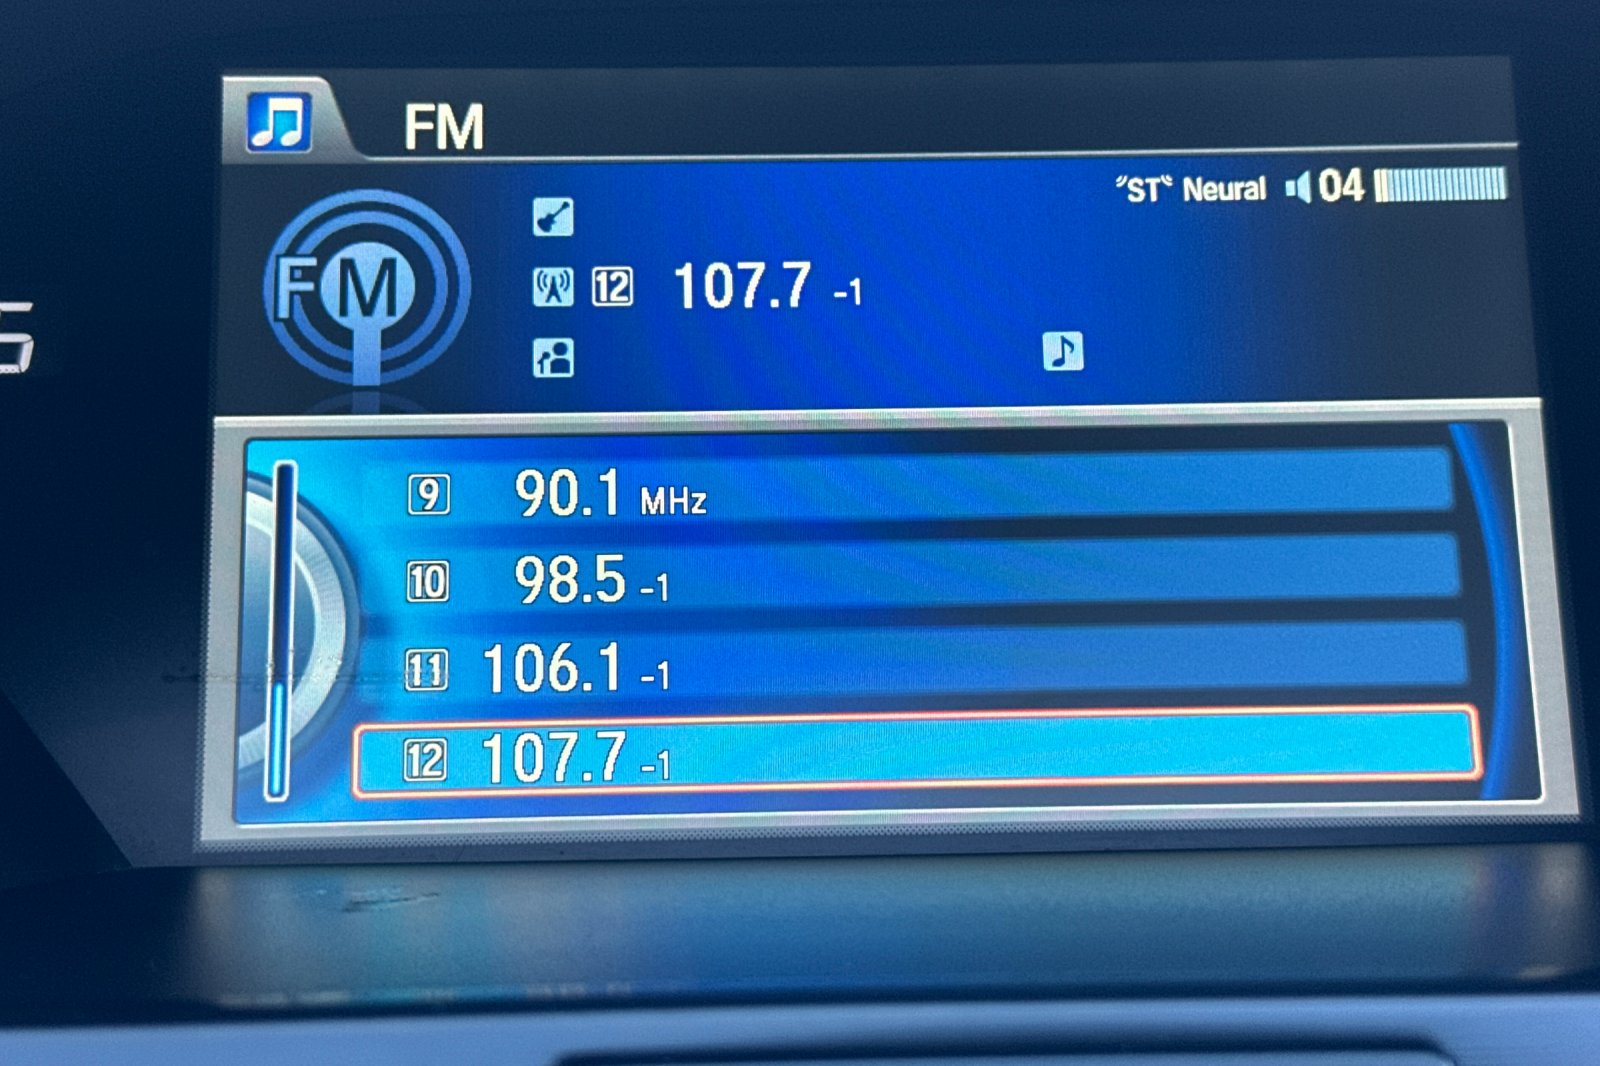 FM
"ST" Neural 04
FM
12 107.7 -1
9 90.1 MHz
10 98.5 -1
11 106.1 -1
12 107.7 -1